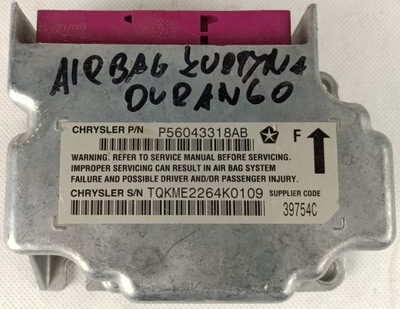 AIRBAG
DURANGO
CHRYSLER P/N P56043318AB
F
WARNING. REFER TO SERVICE MANUAL BEFORE SERVICING.
IMPROPER SERVICING CAN RESULT IN AIR BAG SYSTEM
FAILURE AND POSSIBLE DRIVER AND/OR PASSENGER INJURY.
CHRYSLER S/N TQKME2264K0109 SUPPLIER CODE
39754C